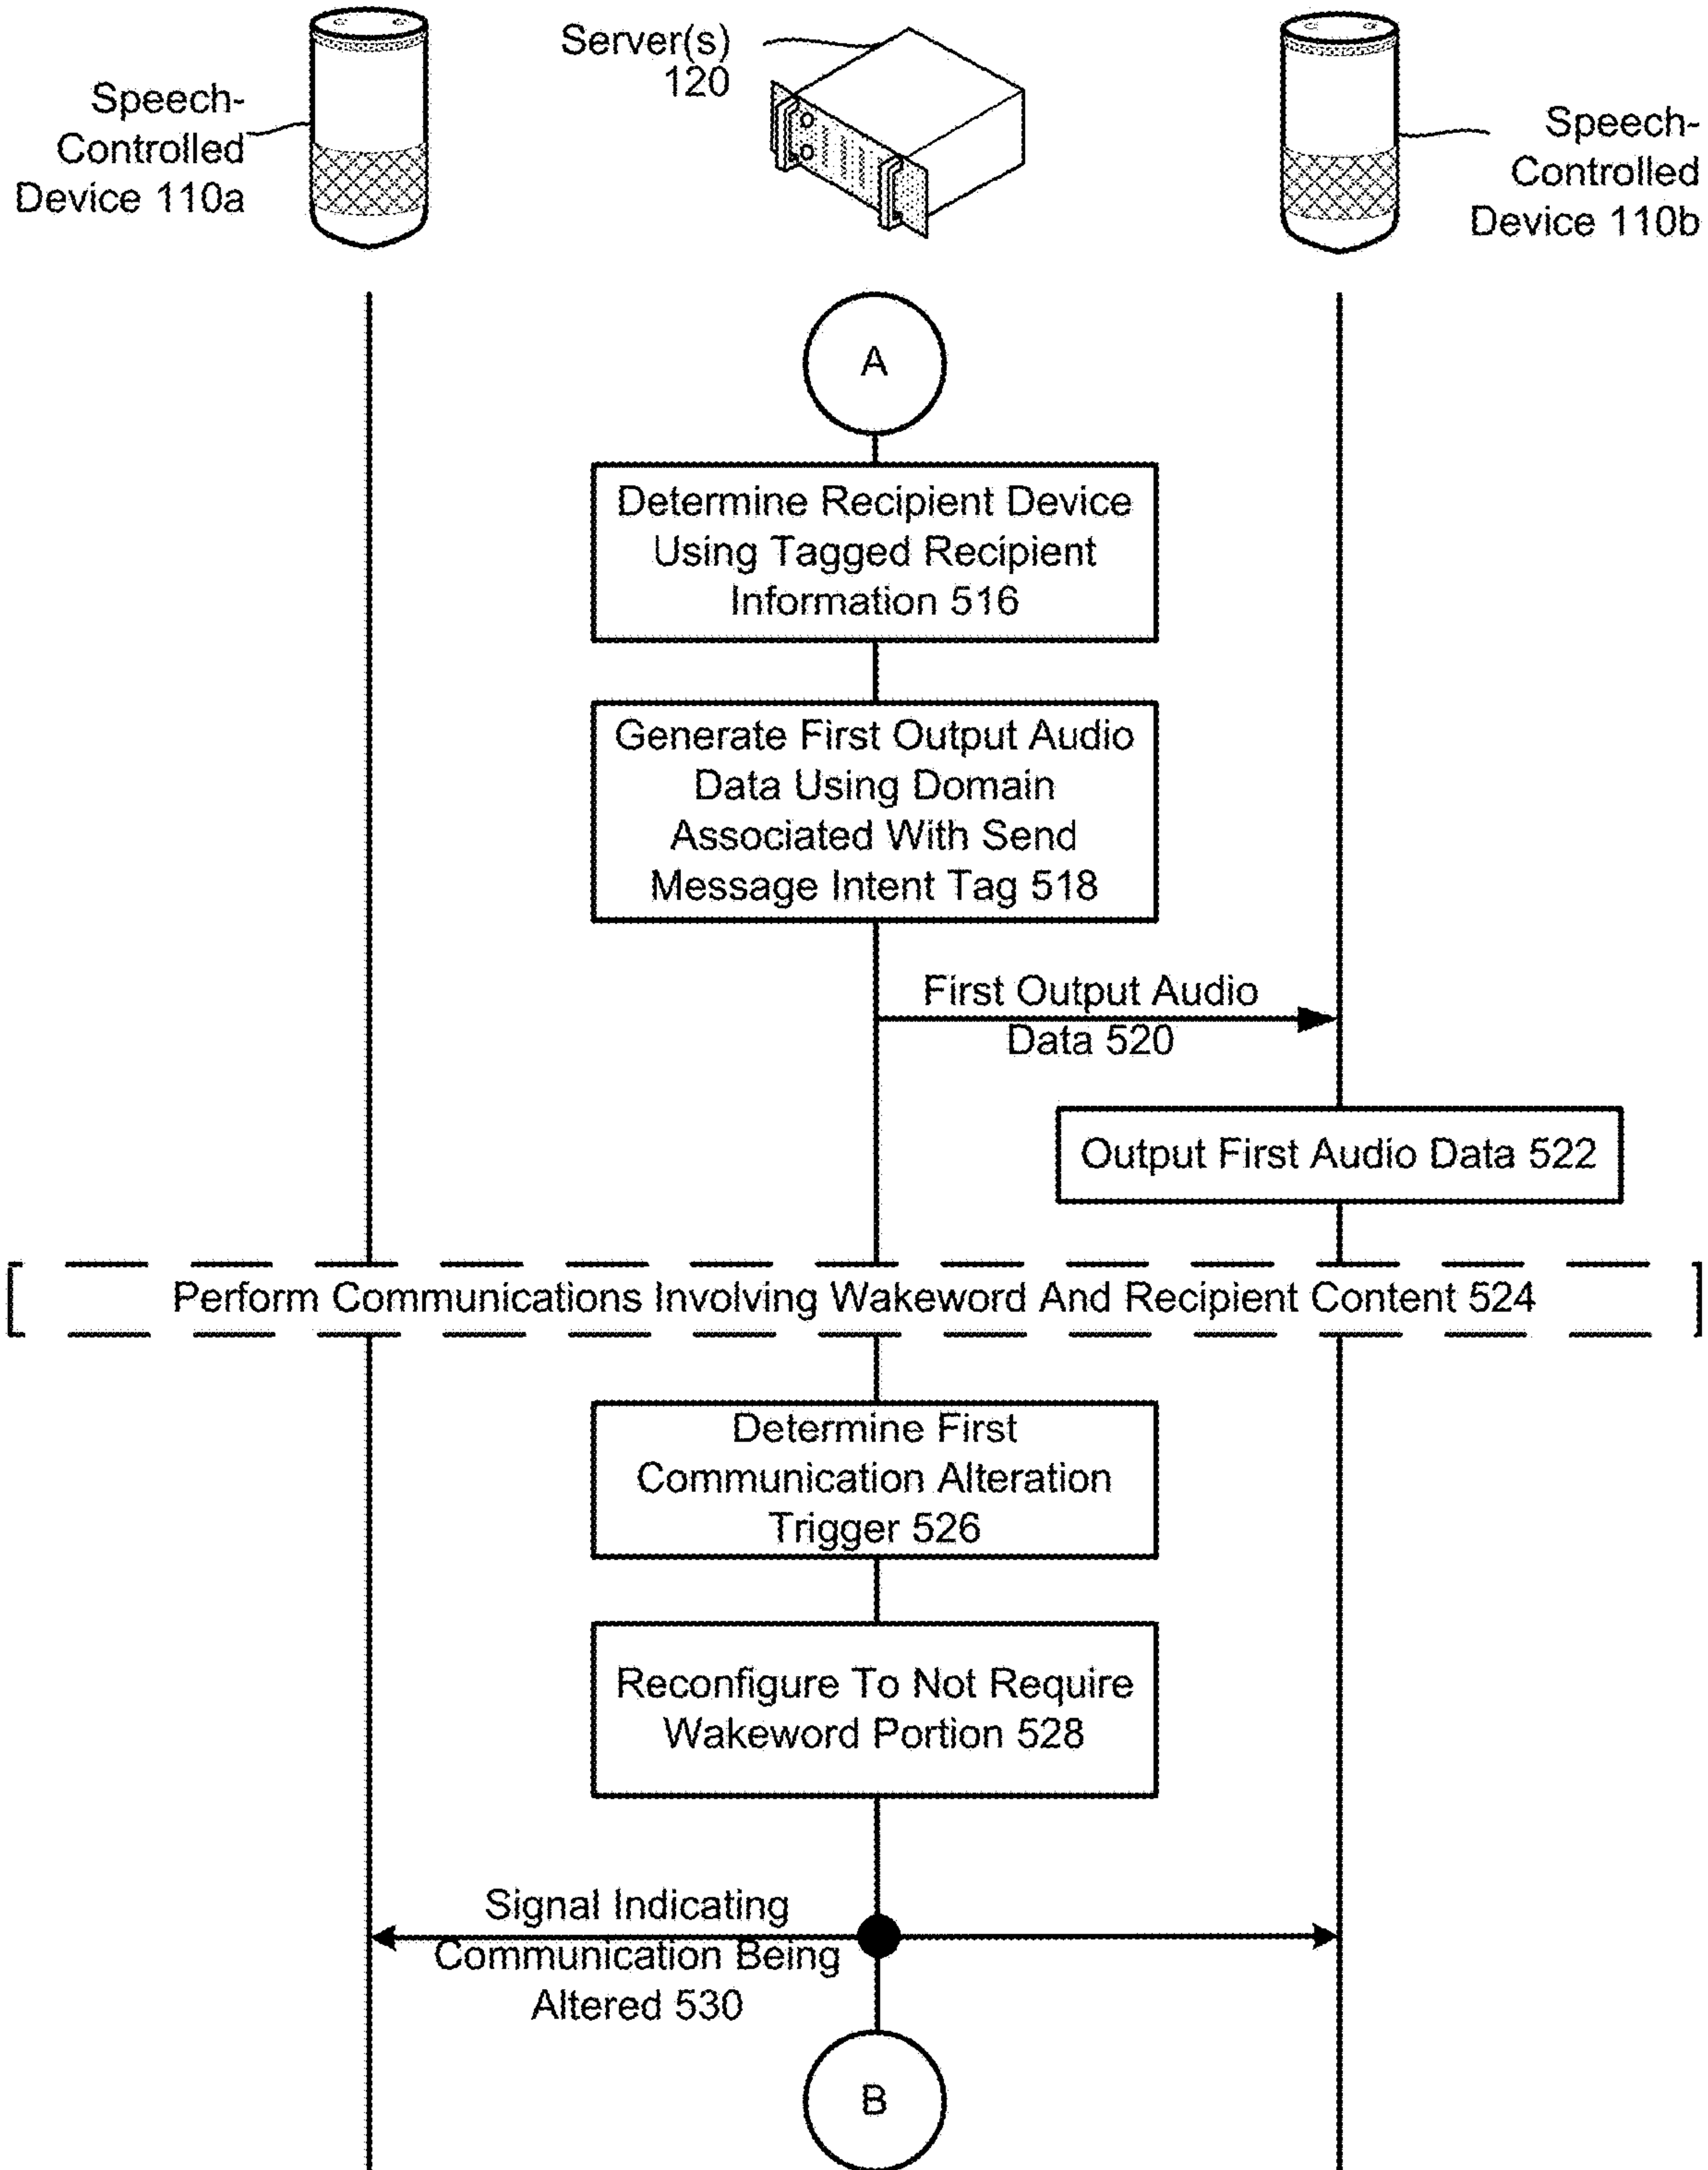 Speech-
Controlled
Device 110a
Server(s)
120
Speech-
Controlled
Device 110b
A
Determine Recipient Device
Using Tagged Recipient
Information 516
Generate First Output Audio
Data Using Domain
Associated With Send
Message Intent Tag 518
First Output Audio
Data 520
Output First Audio Data 522
Perform Communications Involving Wakeword And Recipient Content 524
Determine First
Communication Alteration
Trigger 526
Reconfigure To Not Require
Wakeword Portion 528
Signal Indicating
Communication Being
Altered 530
B